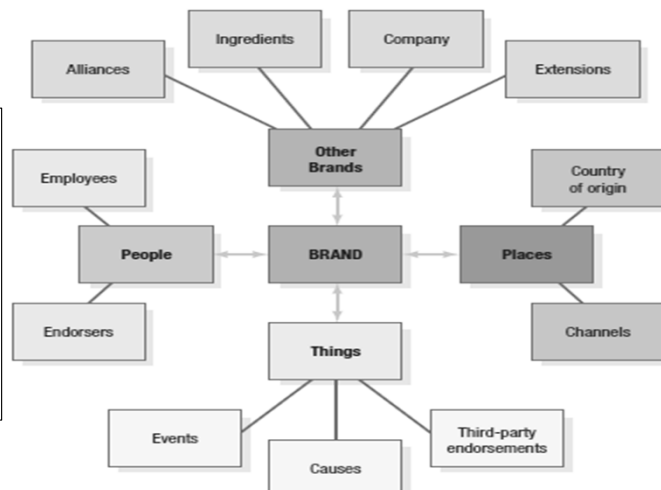 Ingredients
Company
Alliances
Extensions
Other
Brands
Employees
Country
of origin
People
BRAND
Places
Endorsers
Channels
Things
Events
Causes
Third-party
endorsements